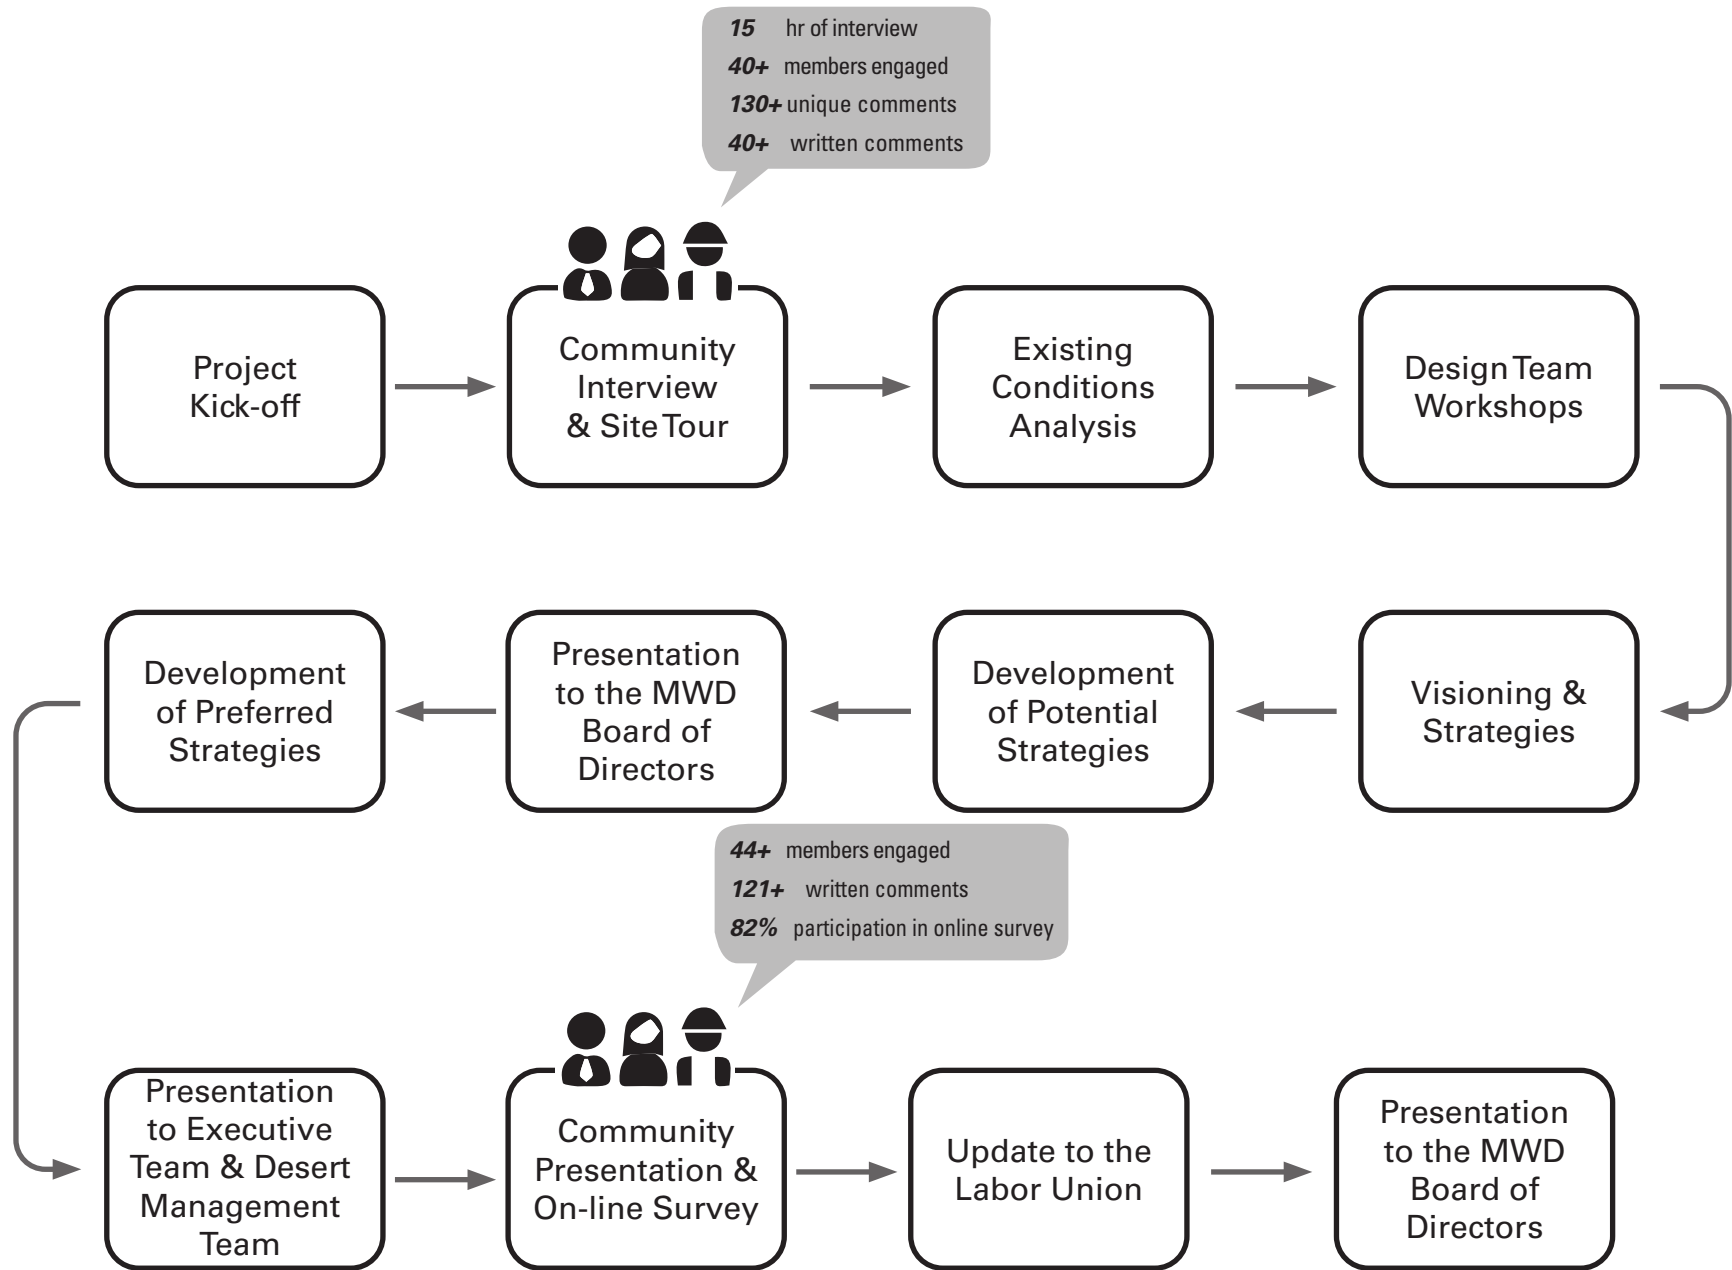 15 hr of interview
40+ members engaged
130+ unique comments
40+ written comments
Project
Kick-off
Community
Interview
& Site Tour
Existing
Conditions
Analysis
Design Team
Workshops
Visioning &
Strategies
Development
of Potential
Strategies
Presentation
to the MWD
Board of
Directors
Development
of Preferred
Strategies
Presentation
to Executive
Team & Desert
Management
Team
44+ members engaged
121+ written comments
82% participation in online survey
Community
Presentation &
On-line Survey
Update to the
Labor Union
Presentation
to the MWD
Board of
Directors